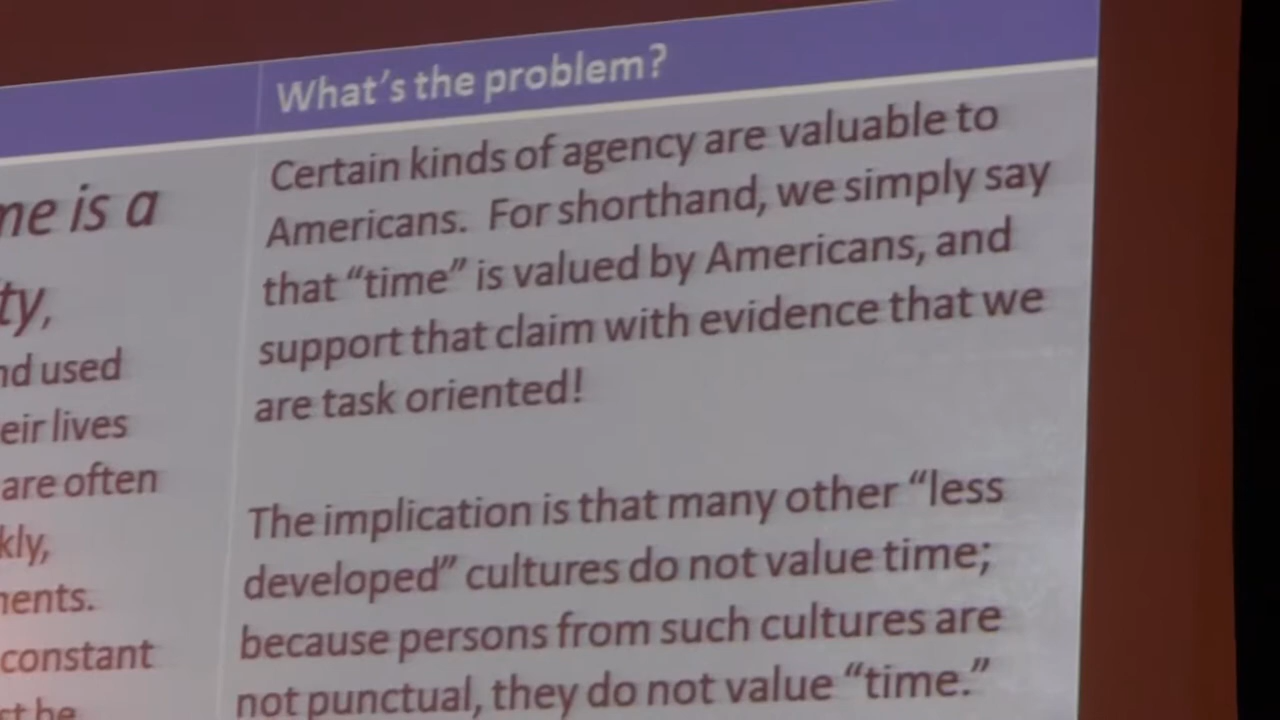 What's the problem?
me is a
ty,
nd used
eir lives
are often
kly,
nents.
constant
st be
Certain kinds of agency are valuable to
Americans. For shorthand, we simply say
that “time” is valued by Americans, and
support that claim with evidence that we
are task oriented!
The implication is that many other “less
developed” cultures do not value time;
because persons from such cultures are
not punctual, they do not value “time.”